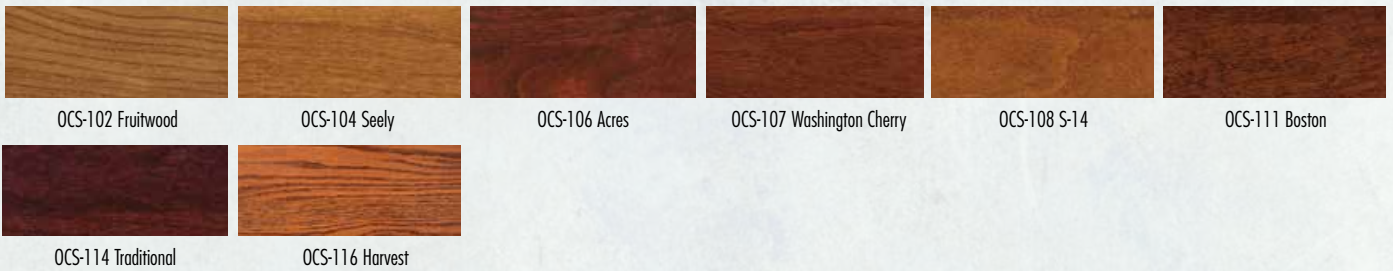 OCS-102 Fruitwood
OCS-104 Seely
OCS-106 Acres
OCS-107 Washington Cherry
OCS-108 S-14
OCS-111 Boston
OCS-114 Traditional
OCS-116 Harvest